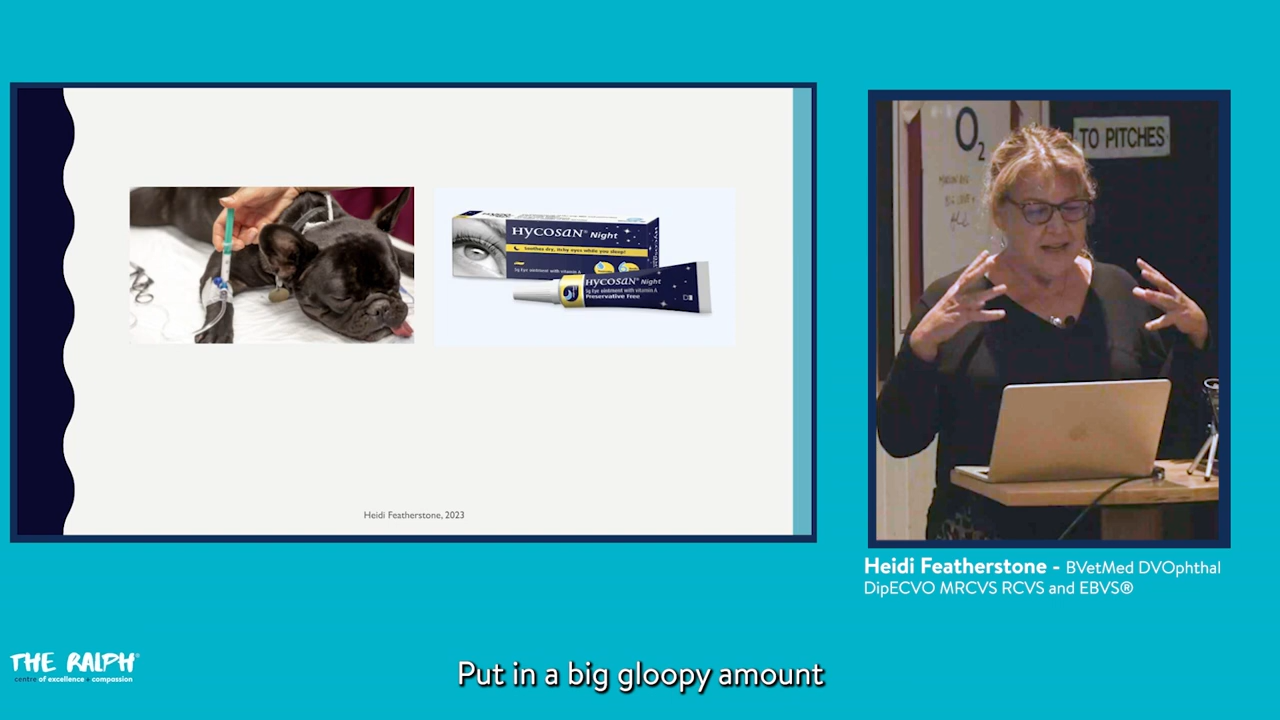 HYCOSAN® Night
Soothes dry, itchy eyes while you sleep!
5g Eye ointment with vitamin A
HYCOSAN® Night
5g Eye ointment with vitamin A
Preservative Free
Heidi Featherstone, 2023
O2
TO PITCHES
Heidi Featherstone - BVetMed DVOphthal
DipECVO MRCVS RCVS and EBVS®
THE RALPH®
centre of excellence + compassion
Put in a big gloopy amount